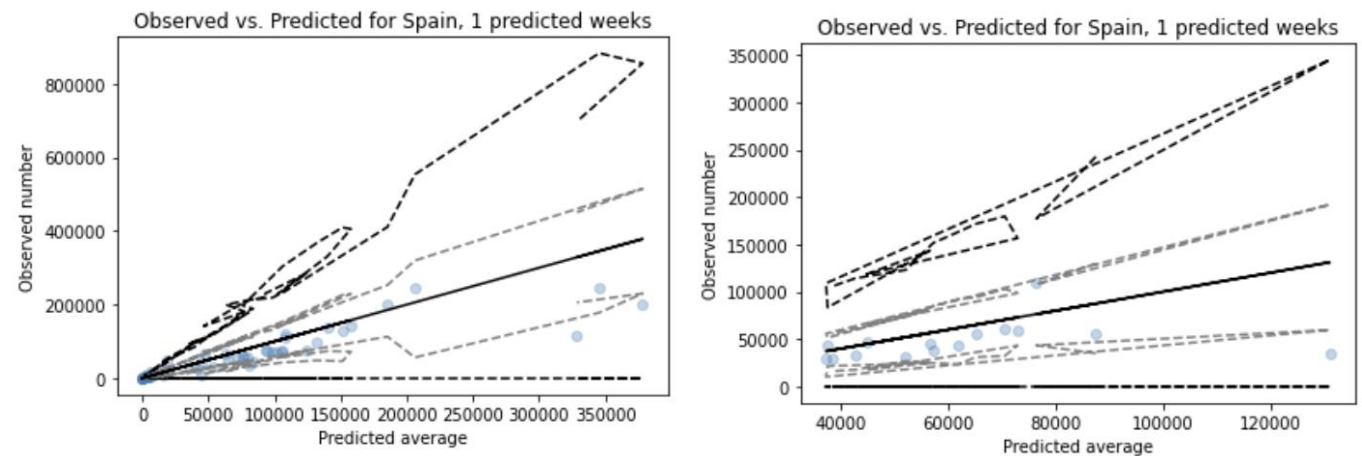 Observed vs. Predicted for Spain, 1 predicted weeks
Observed number
800000
600000
400000
200000
0
0 50000 100000 150000 200000 250000 300000 350000
Predicted average
Observed vs. Predicted for Spain, 1 predicted weeks
Observed number
350000
300000
250000
200000
150000
100000
50000
0
40000 60000 80000 100000 120000
Predicted average